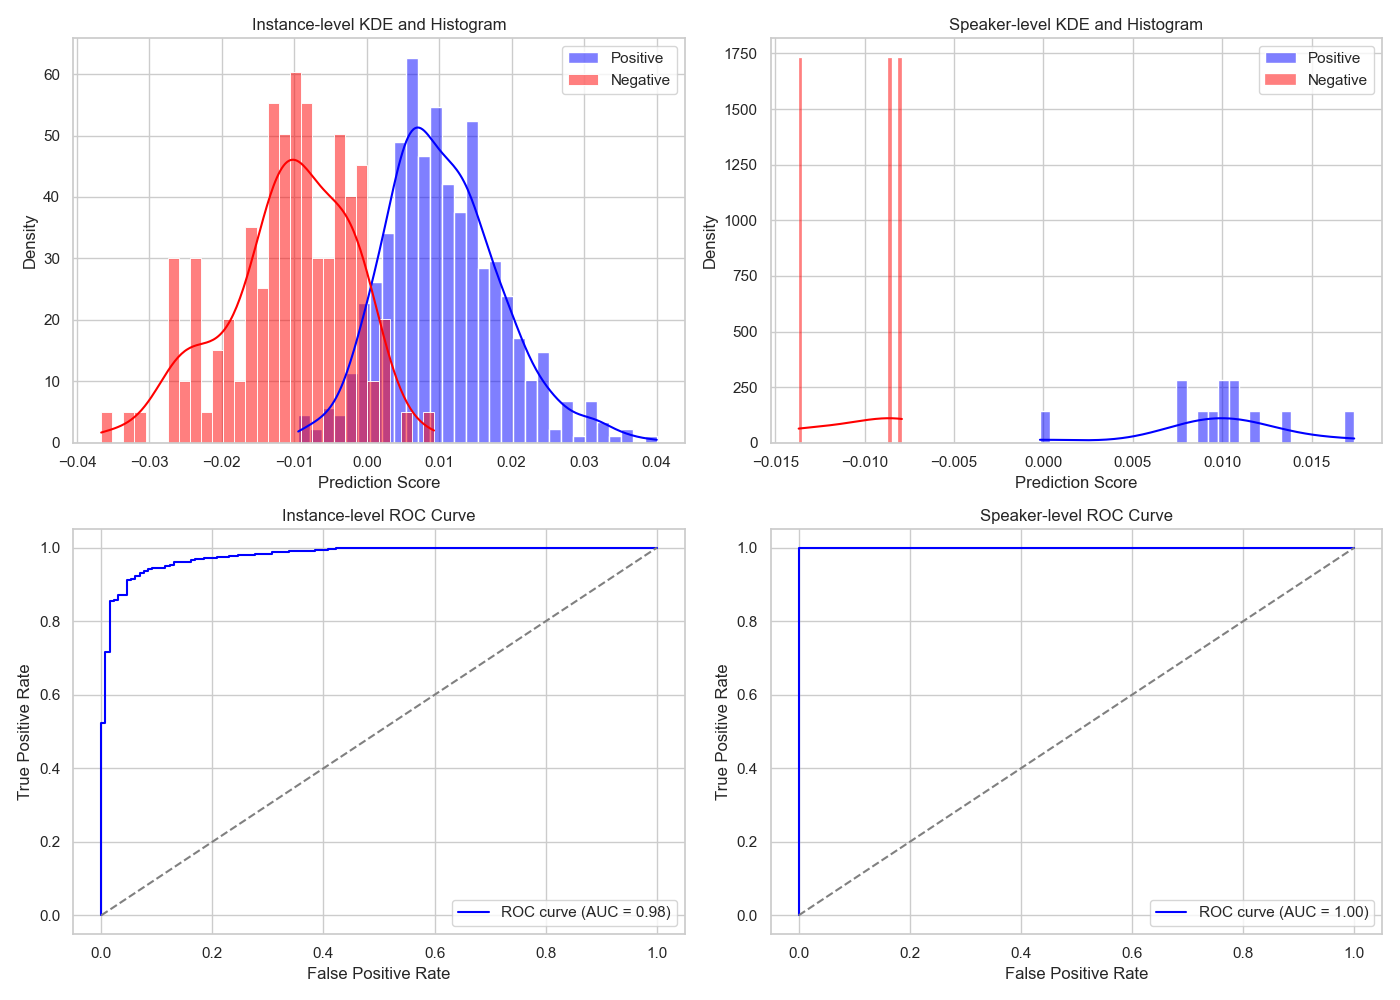 Instance-level KDE and Histogram
Density
60
50
40
30
20
10
0
−0.04 −0.03 −0.02 −0.01 0.00 0.01 0.02 0.03 0.04
Prediction Score
Positive
Negative
Speaker-level KDE and Histogram
Density
1750
1500
1250
1000
750
500
250
0
−0.015 −0.010 −0.005 0.000 0.005 0.010 0.015
Prediction Score
Positive
Negative
Instance-level ROC Curve
True Positive Rate
1.0
0.8
0.6
0.4
0.2
0.0
0.0 0.2 0.4 0.6 0.8 1.0
False Positive Rate
ROC curve (AUC = 0.98)
Speaker-level ROC Curve
True Positive Rate
1.0
0.8
0.6
0.4
0.2
0.0
0.0 0.2 0.4 0.6 0.8 1.0
False Positive Rate
ROC curve (AUC = 1.00)